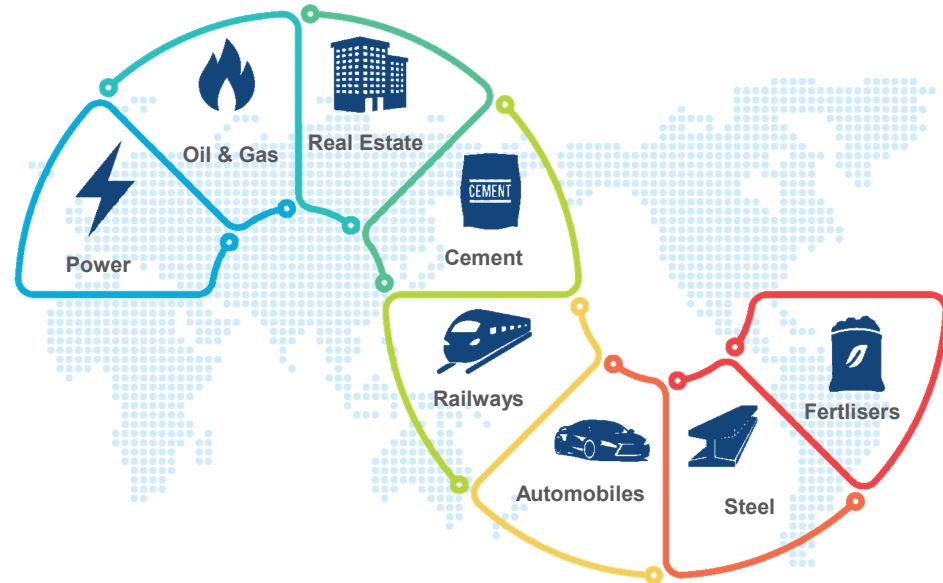 Power
Oil & Gas
Real Estate
CEMENT
Cement
Railways
Automobiles
Steel
Fertlisers